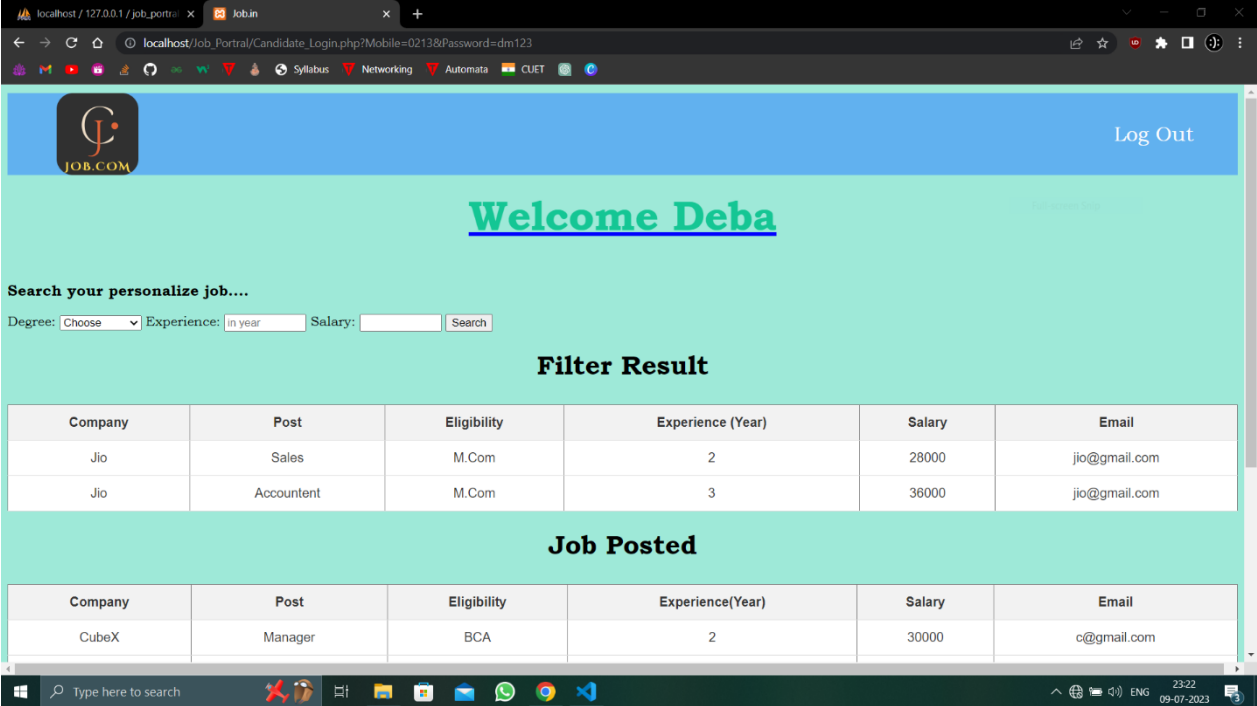 localhost / 127.0.0.1 / job_portral
Job.in
localhost/Job_Portral/Candidate_Login.php?Mobile=0213&Password=dm123
Syllabus Networking Automata CUET
JOB.COM
Log Out
Welcome Deba
Search your personalize job....
Degree: Choose Experience: in year Salary: Search
Filter Result
Company Post Eligibility Experience (Year) Salary Email
Jio Sales M.Com 2 28000 jio@gmail.com
Jio Accountent M.Com 3 36000 jio@gmail.com
Job Posted
Company Post Eligibility Experience(Year) Salary Email
CubeX Manager BCA 2 30000 c@gmail.com
Type here to search
ENG
23:22
09-07-2023
3